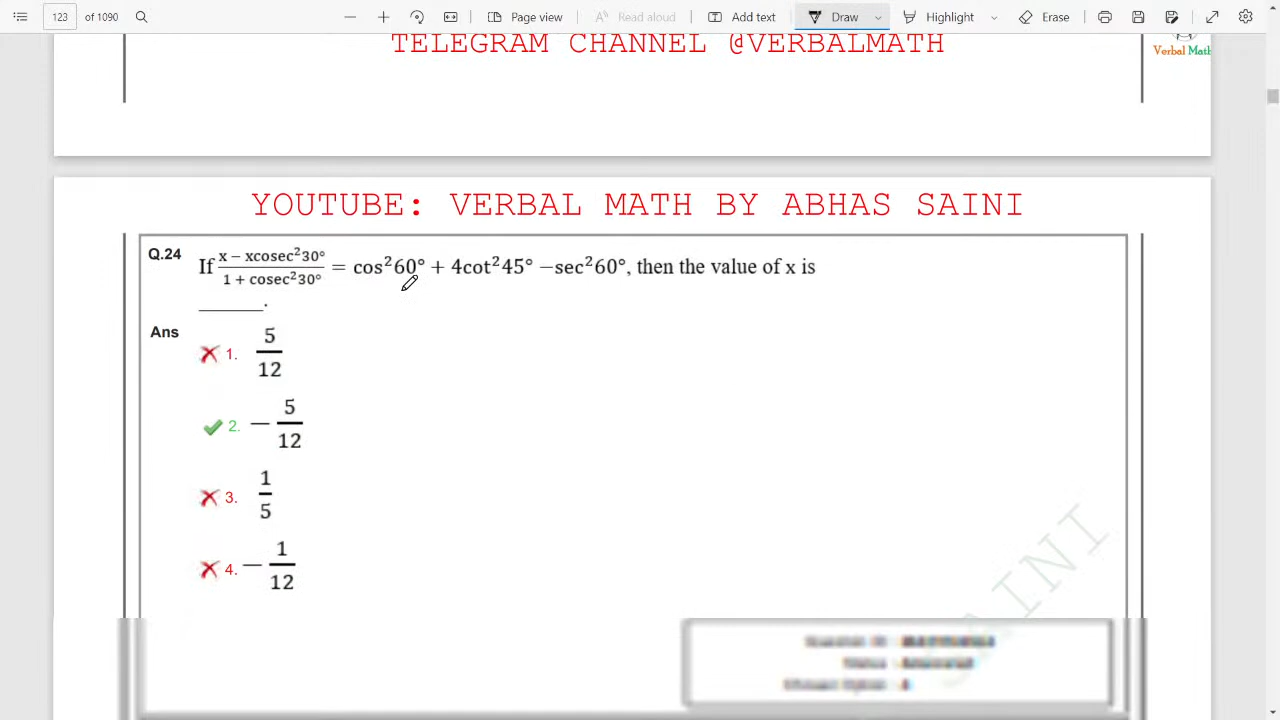 123 of 1090 Page view Read aloud Add text Draw Highlight Erase
TELEGRAM CHANNEL @VERBALMATH
Verbal Math
YOUTUBE: VERBAL MATH BY ABHAS SAINI
Q.24 If (x – xcosec²30°)/(1 + cosec²30°) = cos²60° + 4cot²45° –sec²60°, then the value of x is
______.
Ans
1. 5/12
2. – 5/12
3. 1/5
4. – 1/12
SAINI